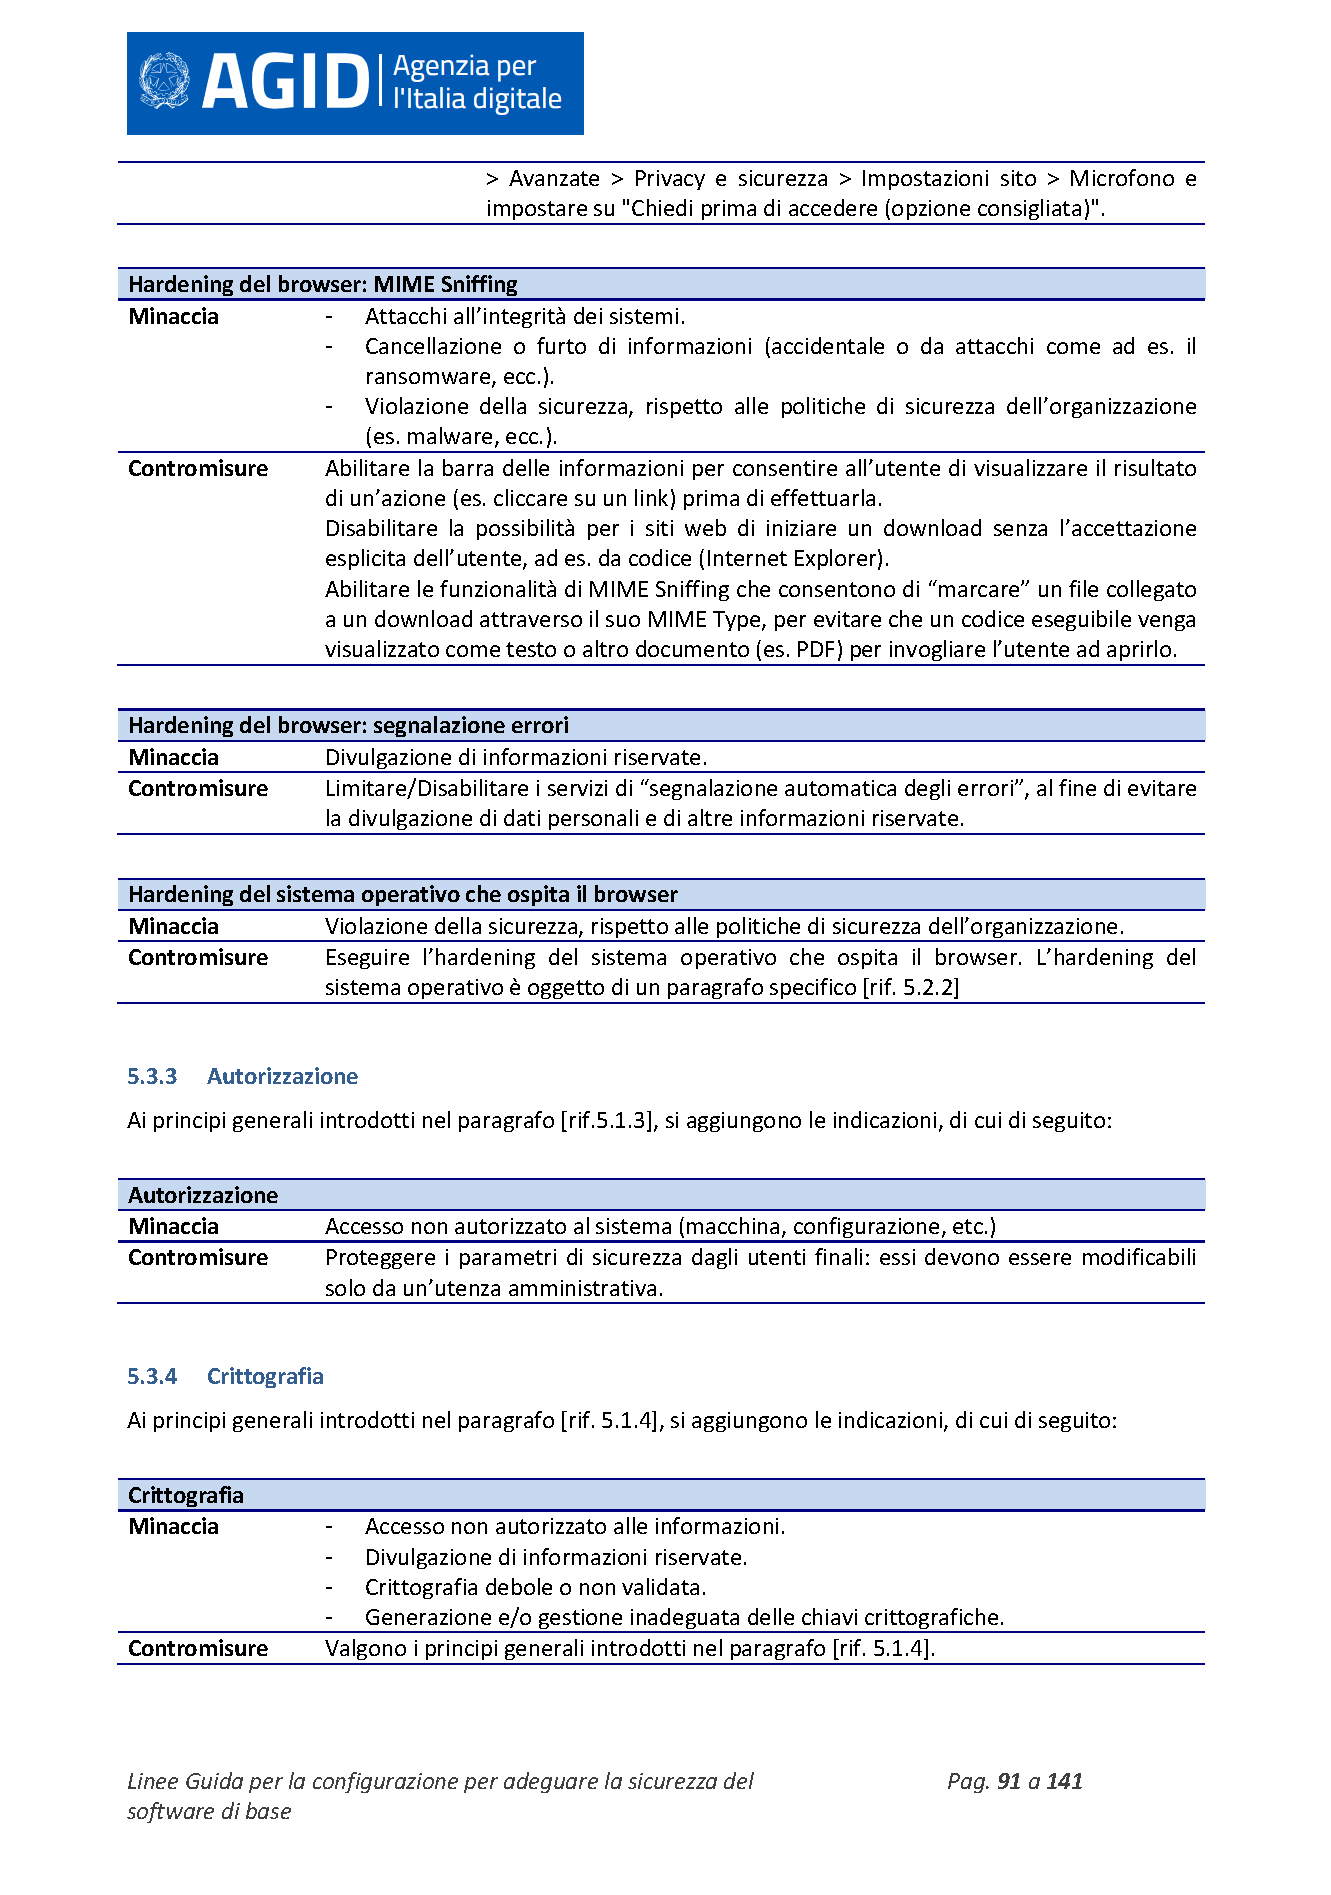 AGID
Agenzia per
l'Italia digitale
> Avanzate > Privacy e sicurezza > Impostazioni sito > Microfono e
impostare su "Chiedi prima di accedere (opzione consigliata)".
Hardening del browser: MIME Sniffing
Minaccia - Attacchi all’integrità dei sistemi.
- Cancellazione o furto di informazioni (accidentale o da attacchi come ad es. il
ransomware, ecc.).
- Violazione della sicurezza, rispetto alle politiche di sicurezza dell’organizzazione
(es. malware, ecc.).
Contromisure Abilitare la barra delle informazioni per consentire all’utente di visualizzare il risultato
di un’azione (es. cliccare su un link) prima di effettuarla.
Disabilitare la possibilità per i siti web di iniziare un download senza l’accettazione
esplicita dell’utente, ad es. da codice (Internet Explorer).
Abilitare le funzionalità di MIME Sniffing che consentono di “marcare” un file collegato
a un download attraverso il suo MIME Type, per evitare che un codice eseguibile venga
visualizzato come testo o altro documento (es. PDF) per invogliare l’utente ad aprirlo.
Hardening del browser: segnalazione errori
Minaccia Divulgazione di informazioni riservate.
Contromisure Limitare/Disabilitare i servizi di “segnalazione automatica degli errori”, al fine di evitare
la divulgazione di dati personali e di altre informazioni riservate.
Hardening del sistema operativo che ospita il browser
Minaccia Violazione della sicurezza, rispetto alle politiche di sicurezza dell’organizzazione.
Contromisure Eseguire l’hardening del sistema operativo che ospita il browser. L’hardening del
sistema operativo è oggetto di un paragrafo specifico [rif. 5.2.2]
5.3.3 Autorizzazione
Ai principi generali introdotti nel paragrafo [rif.5.1.3], si aggiungono le indicazioni, di cui di seguito:
Autorizzazione
Minaccia Accesso non autorizzato al sistema (macchina, configurazione, etc.)
Contromisure Proteggere i parametri di sicurezza dagli utenti finali: essi devono essere modificabili
solo da un’utenza amministrativa.
5.3.4 Crittografia
Ai principi generali introdotti nel paragrafo [rif. 5.1.4], si aggiungono le indicazioni, di cui di seguito:
Crittografia
Minaccia - Accesso non autorizzato alle informazioni.
- Divulgazione di informazioni riservate.
- Crittografia debole o non validata.
- Generazione e/o gestione inadeguata delle chiavi crittografiche.
Contromisure Valgono i principi generali introdotti nel paragrafo [rif. 5.1.4].
Linee Guida per la configurazione per adeguare la sicurezza del Pag. 91 a 141
software di base